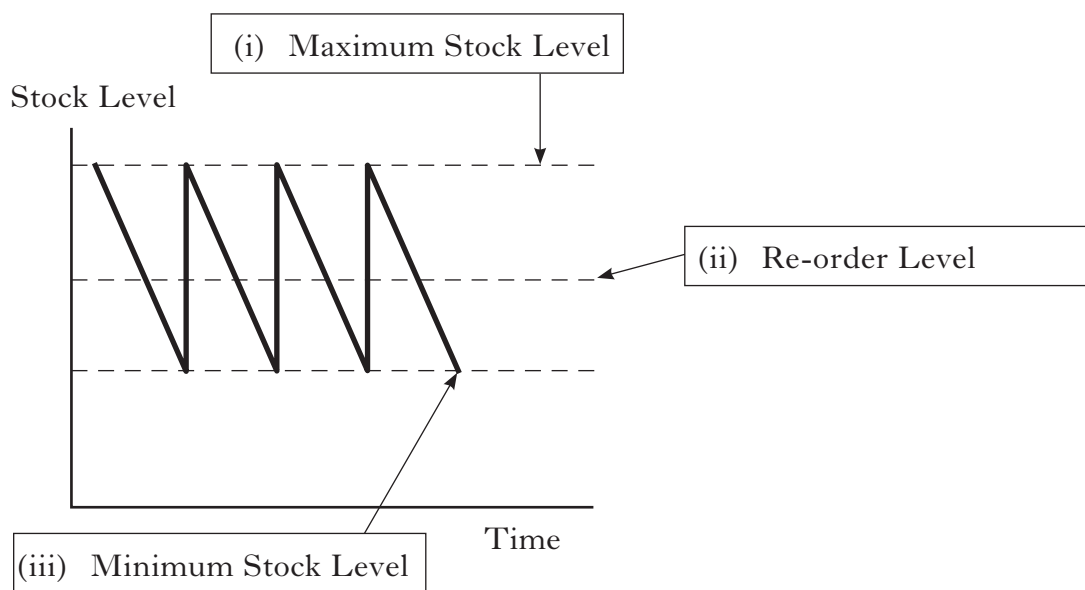 (i) Maximum Stock Level
Stock Level
(ii) Re-order Level
Time
(iii) Minimum Stock Level